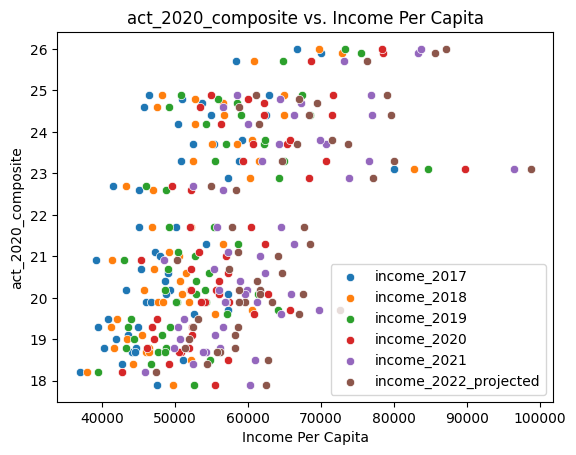 act_2020_composite vs. Income Per Capita
act_2020_composite
26
25
24
23
22
21
20
19
18
income_2017
income_2018
income_2019
income_2020
income_2021
income_2022_projected
40000 50000 60000 70000 80000 90000 100000
Income Per Capita